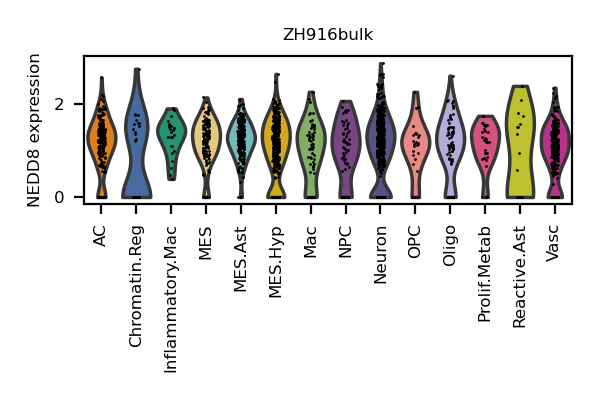 ZH916bulk
NEDD8 expression
2
0
AC
Chromatin.Reg
Inflammatory.Mac
MES
MES.Ast
MES.Hyp
Mac
NPC
Neuron
OPC
Oligo
Prolif.Metab
Reactive.Ast
Vasc